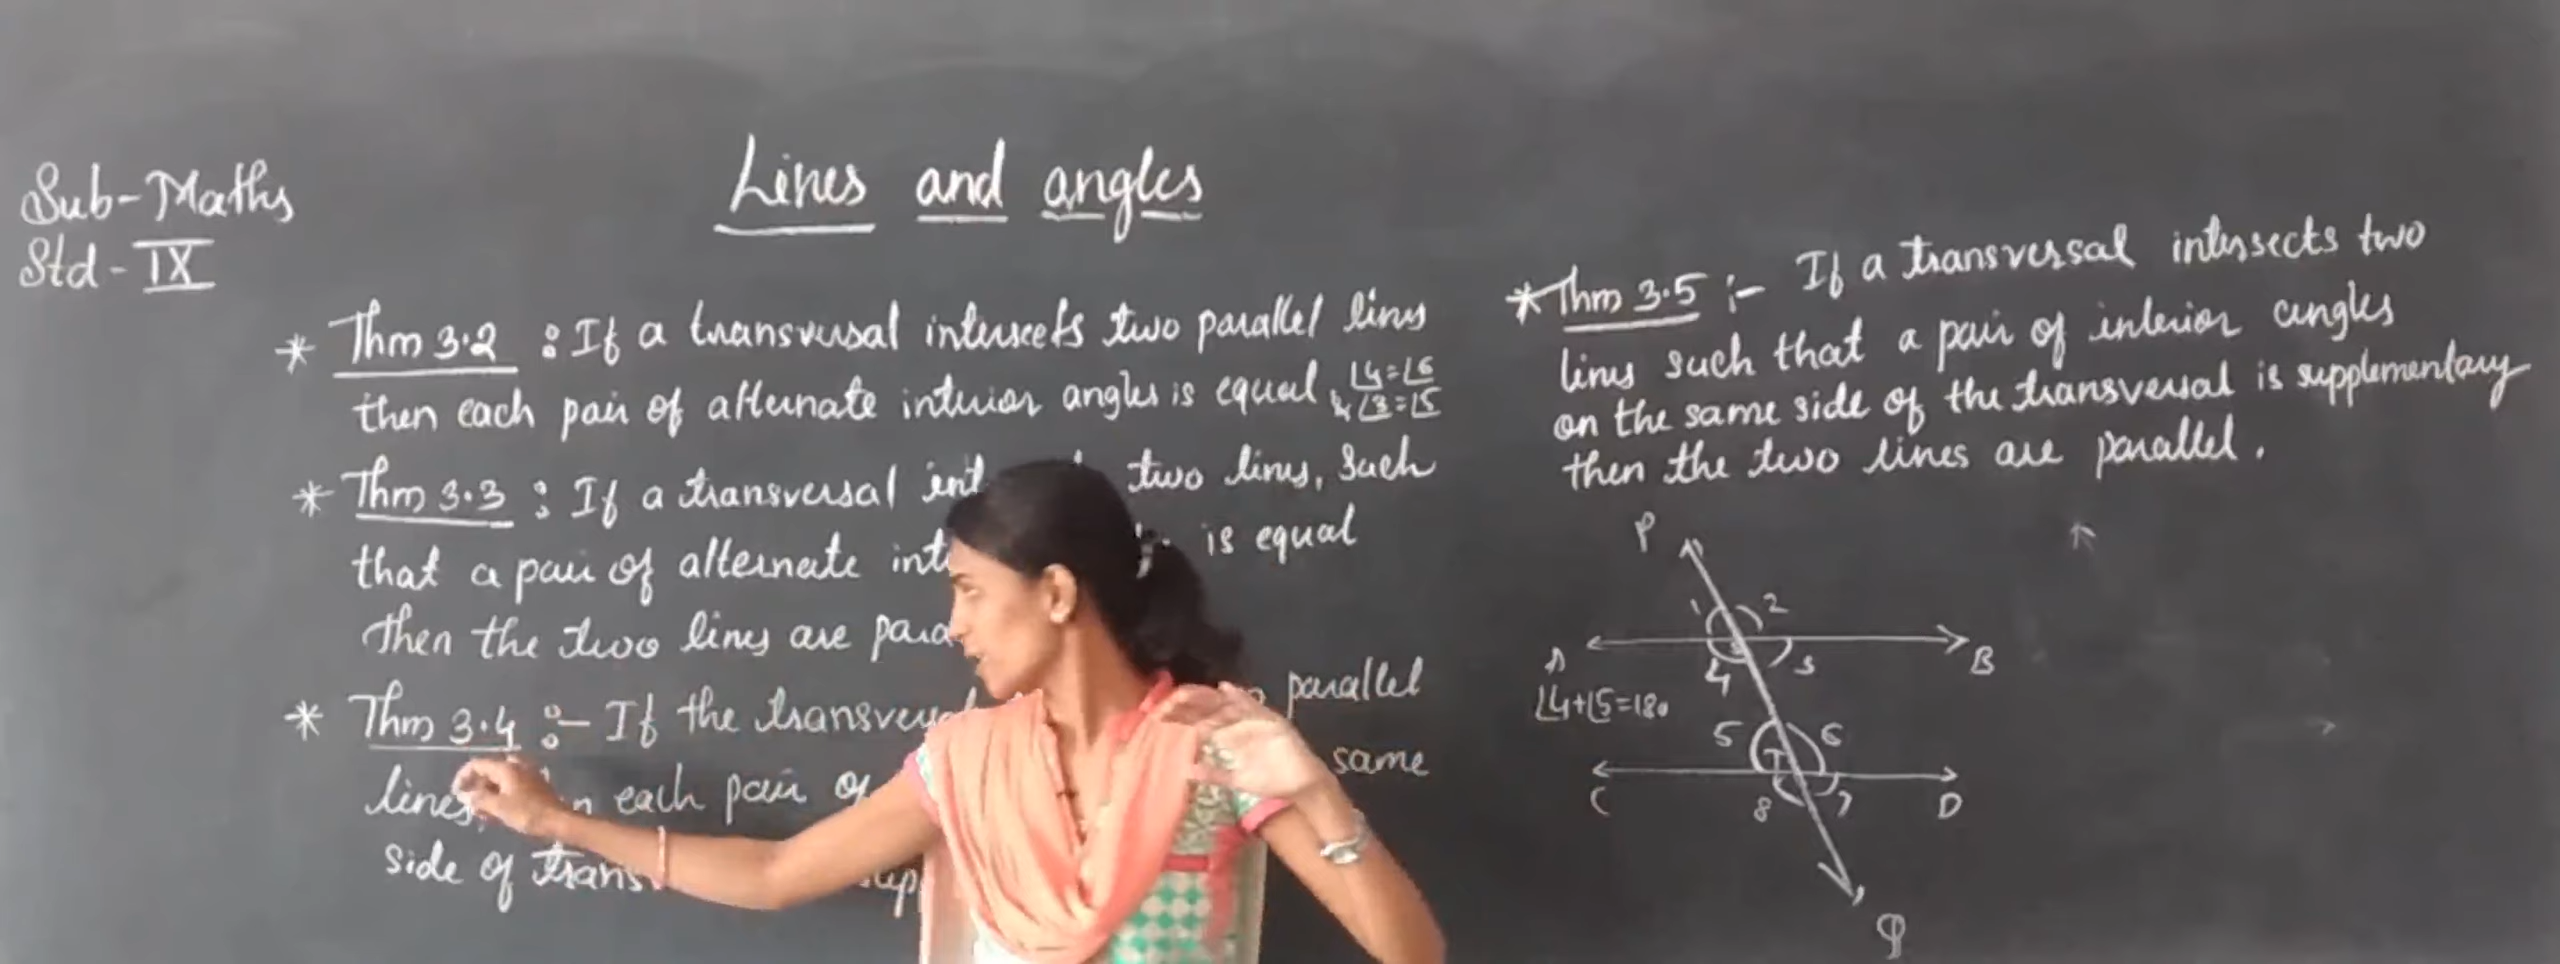 Sub-Maths
Std-IX
Lines and angles
* Thm 3.2 : If a transversal intersects two parallel lines
then each pair of alternate interior angles is equal. ∠4=∠6
& ∠3=∠5
* Thm 3.3 : If a transversal two lines, Such
that a pair of alternate is equal
then the two lines are
* Thm 3.4 :- If the parallel
lines, each pair of same
side of
* Thm 3.5 :- If a transversal intersects two
lines such that a pair of interior angles
on the same side of the transversal is supplementary
then the two lines are parallel.
P
1 2
A B
4 3
∠4+∠5=180
5 6
T
C D
8 7
Q